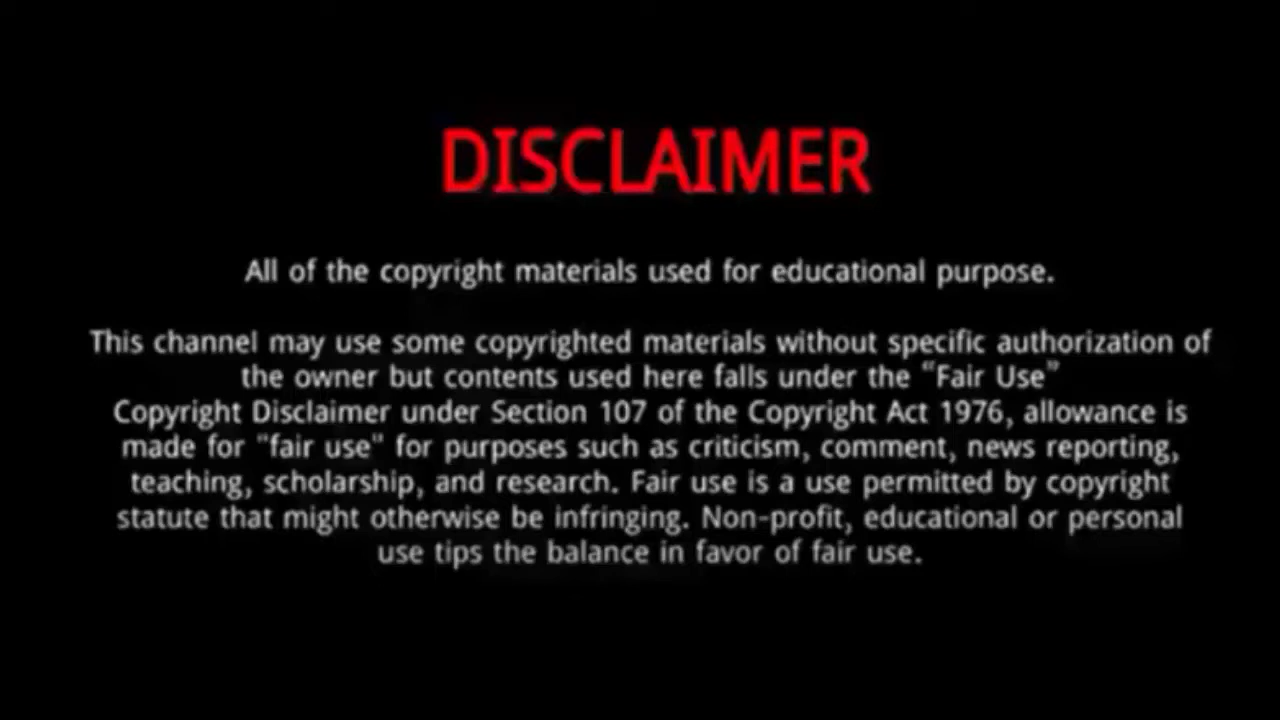 DISCLAIMER
All of the copyright materials used for educational purpose.
This channel may use some copyrighted materials without specific authorization of
the owner but contents used here falls under the “Fair Use”
Copyright Disclaimer under Section 107 of the Copyright Act 1976, allowance is
made for "fair use" for purposes such as criticism, comment, news reporting,
teaching, scholarship, and research. Fair use is a use permitted by copyright
statute that might otherwise be infringing. Non-profit, educational or personal
use tips the balance in favor of fair use.